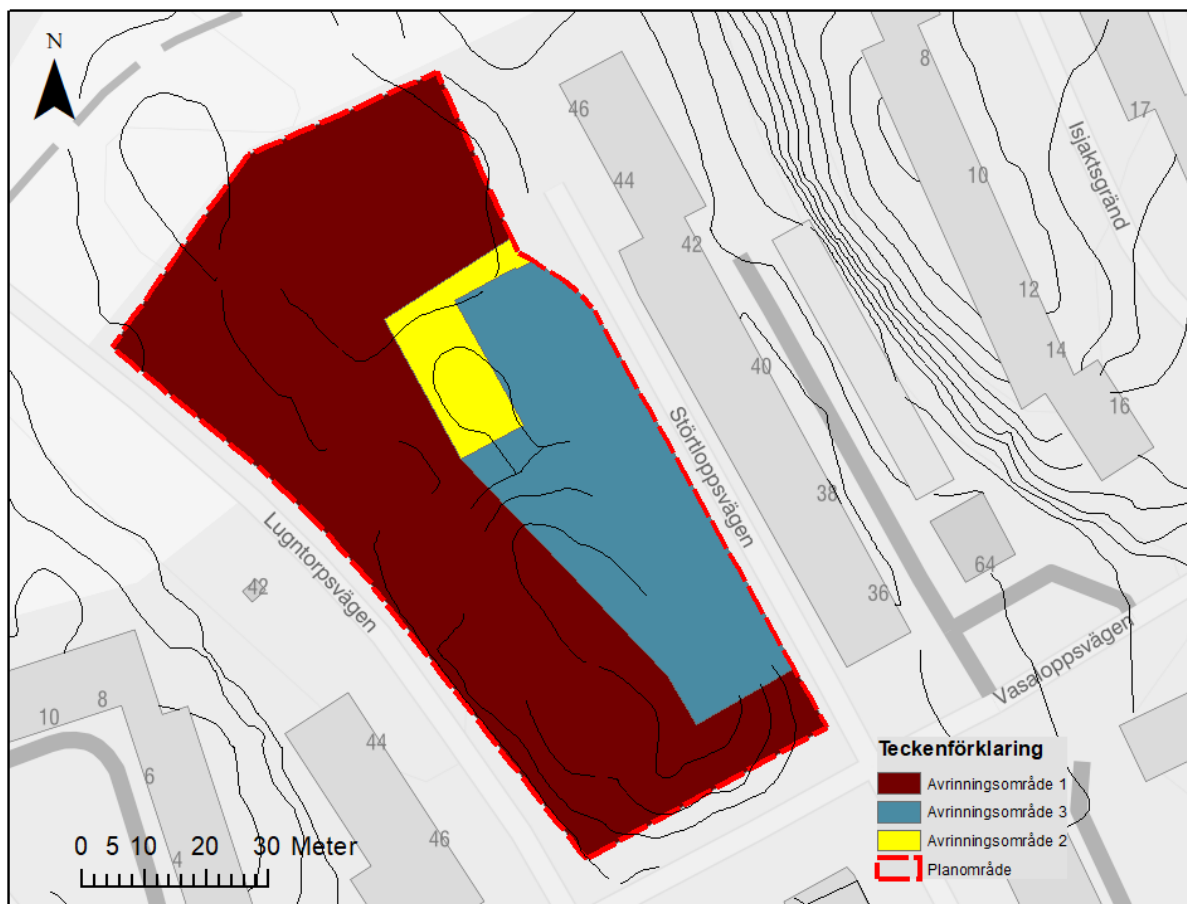 N
46
44
42
40
38
36
8
10
12
14
16
17
Isjaktsgränd
64
Störtloppsvägen
Vasaloppsvägen
Lugntorpsvägen
42
44
46
10
8
6
4
0 5 10 20 30 Meter
Teckenförklaring
Avrinningsområde 1
Avrinningsområde 3
Avrinningsområde 2
Planområde